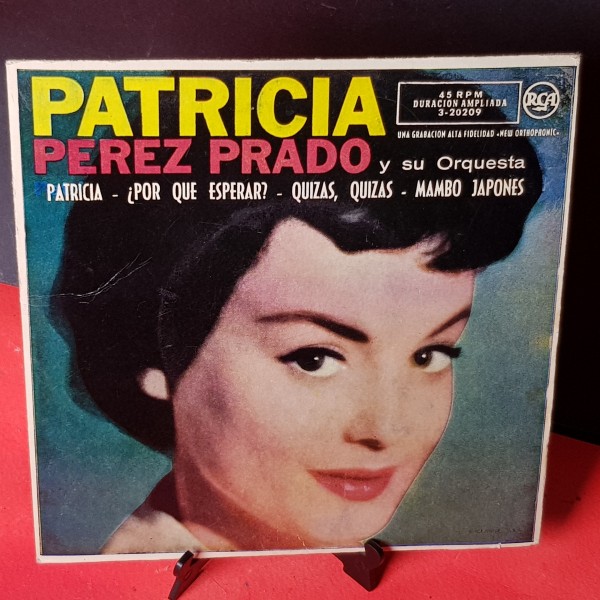 PATRICIA
45 RPM
DURACION AMPLIADA
3-20209
RCA
UNA GRABACION ALTA FIDELIDAD «NEW ORTHOPHONIC»
PEREZ PRADO y su Orquesta
PATRICIA - ¿POR QUE ESPERAR? - QUIZAS, QUIZAS - MAMBO JAPONES